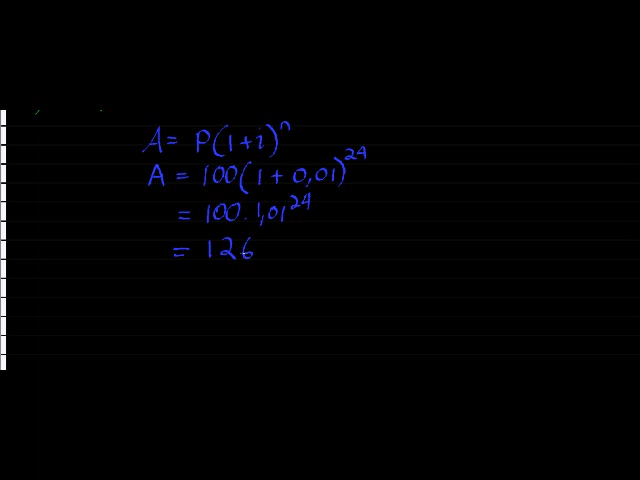 A = P(1+i)^n
A = 100(1 + 0,01)^24
= 100 . 1,01^24
= 126